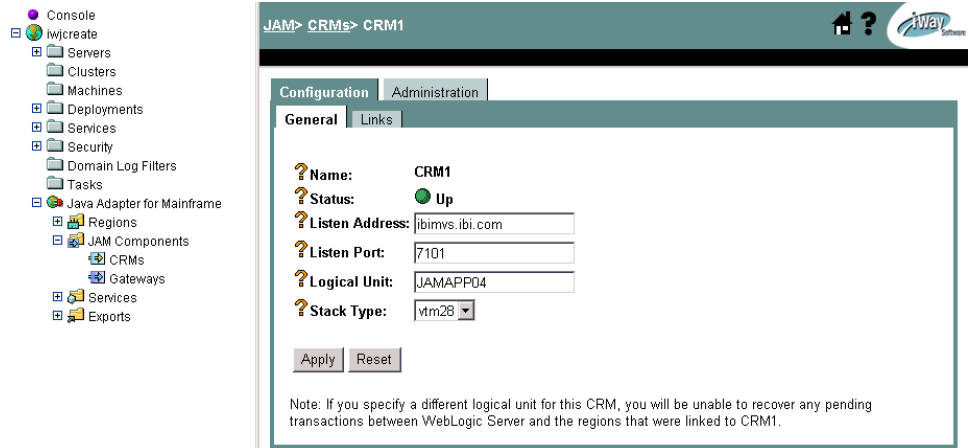 Console
iwjcreate
Servers
Clusters
Machines
Deployments
Services
Security
Domain Log Filters
Tasks
Java Adapter for Mainframe
Regions
JAM Components
CRMs
Gateways
Services
Exports
JAM> CRMs> CRM1
?
iWay
Software
Configuration Administration
General Links
? Name: CRM1
? Status: Up
? Listen Address: ibimvs.ibi.com
? Listen Port: 7101
? Logical Unit: JAMAPP04
? Stack Type: vtm28
Apply Reset
Note: If you specify a different logical unit for this CRM, you will be unable to recover any pending
transactions between WebLogic Server and the regions that were linked to CRM1.